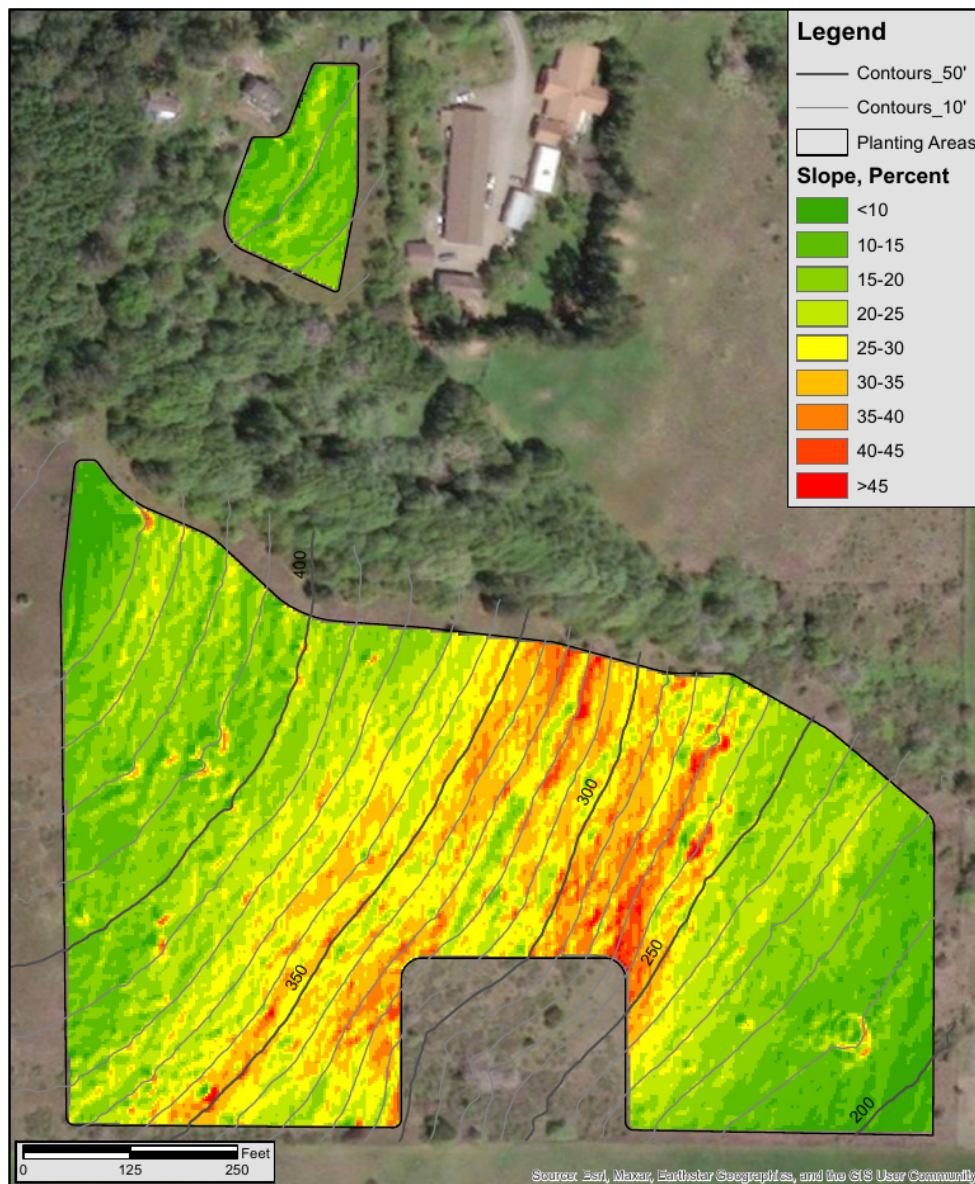 Legend
Contours_50'
Contours_10'
Planting Areas
Slope, Percent
<10
10-15
15-20
20-25
25-30
30-35
35-40
40-45
>45
400
300
350
250
200
Feet
0 125 250
Source: Esri, Maxar, Earthstar Geographics, and the GIS User Community